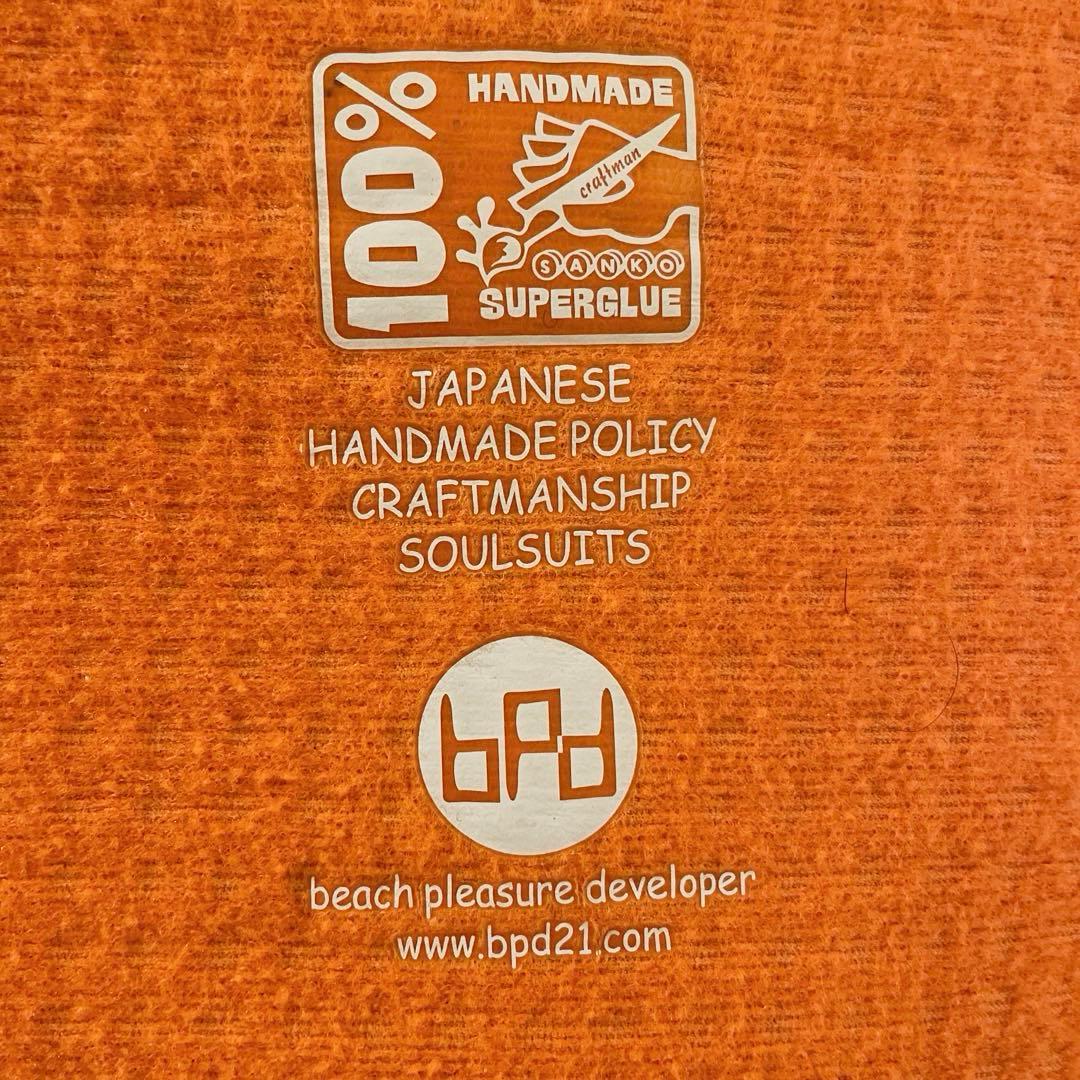 100%
HANDMADE
craftman
SANKO
SUPERGLUE
JAPANESE
HANDMADE POLICY
CRAFTMANSHIP
SOULSUITS
bpd
beach pleasure developer
www.bpd21.com